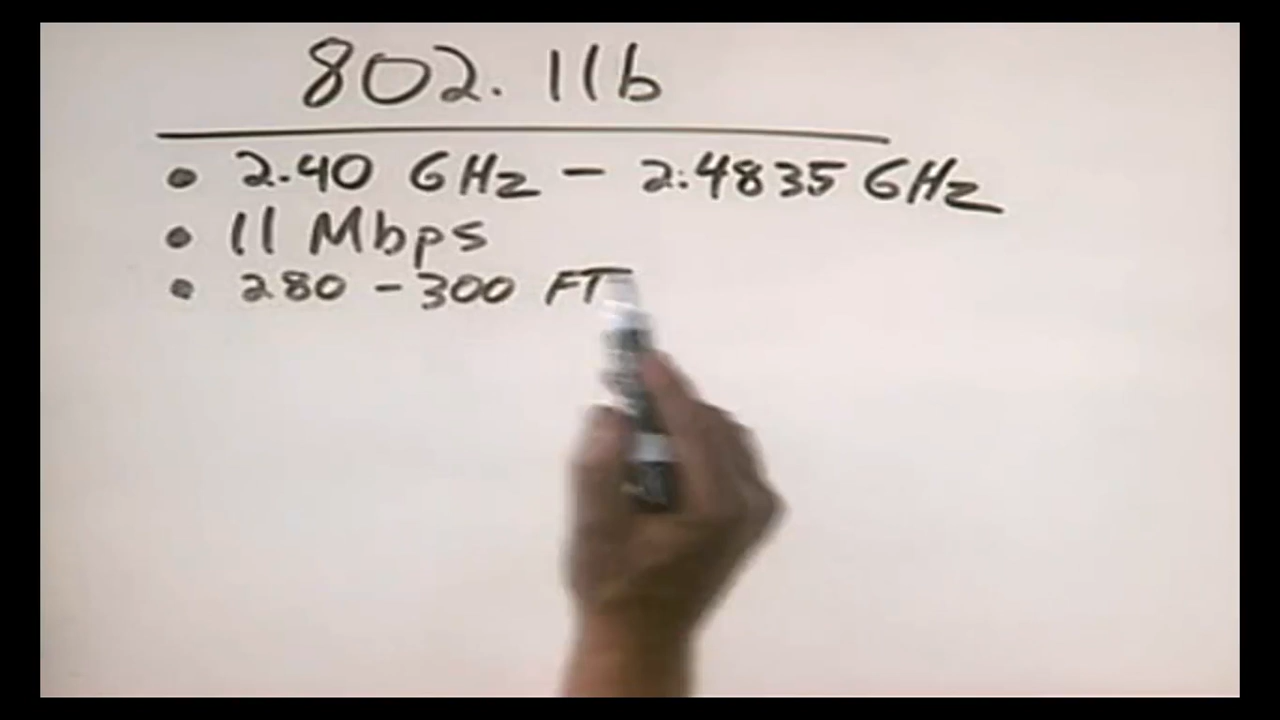 802.11b
• 2.40 GHz - 2.4835 GHz
• 11 Mbps
• 280 - 300 FT